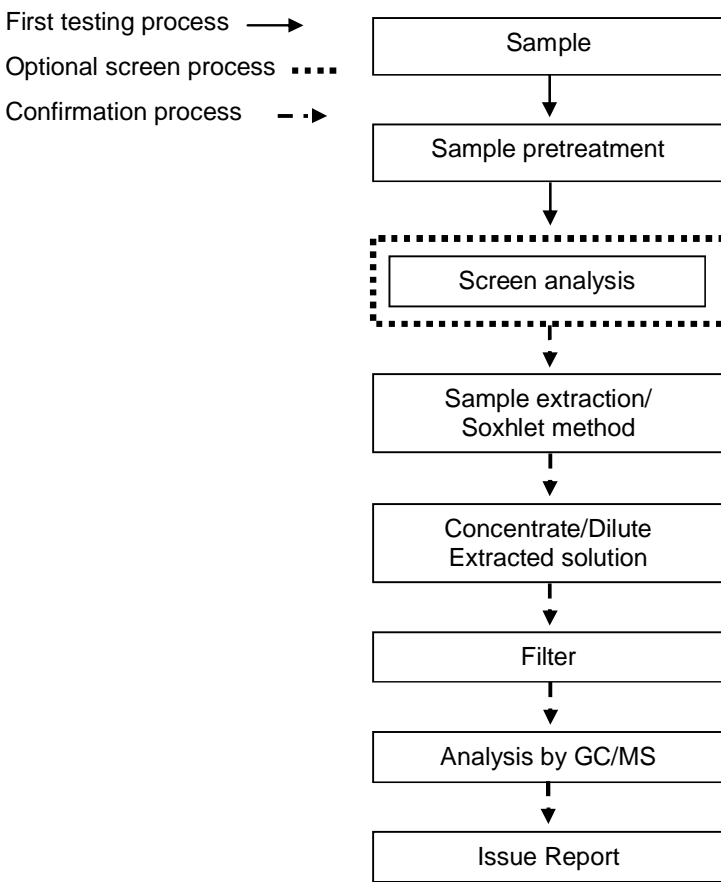 First testing process
Optional screen process
Confirmation process
Sample
Sample pretreatment
Screen analysis
Sample extraction/
Soxhlet method
Concentrate/Dilute
Extracted solution
Filter
Analysis by GC/MS
Issue Report